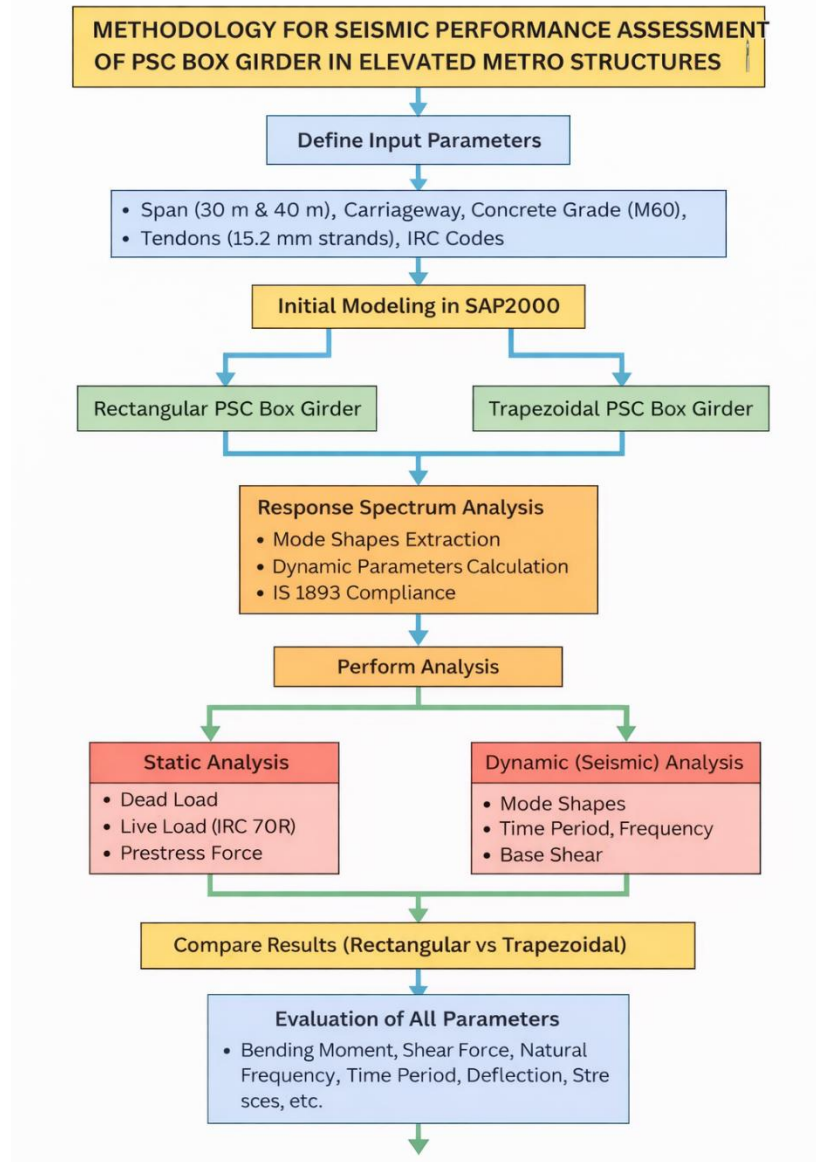 METHODOLOGY FOR SEISMIC PERFORMANCE ASSESSMENT
OF PSC BOX GIRDER IN ELEVATED METRO STRUCTURES
Define Input Parameters
• Span (30 m & 40 m), Carriageway, Concrete Grade (M60),
• Tendons (15.2 mm strands), IRC Codes
Initial Modeling in SAP2000
Rectangular PSC Box Girder
Trapezoidal PSC Box Girder
Response Spectrum Analysis
• Mode Shapes Extraction
• Dynamic Parameters Calculation
• IS 1893 Compliance
Perform Analysis
Static Analysis
• Dead Load
• Live Load (IRC 70R)
• Prestress Force
Dynamic (Seismic) Analysis
• Mode Shapes
• Time Period, Frequency
• Base Shear
Compare Results (Rectangular vs Trapezoidal)
Evaluation of All Parameters
• Bending Moment, Shear Force, Natural
Frequency, Time Period, Deflection, Stre
sces, etc.